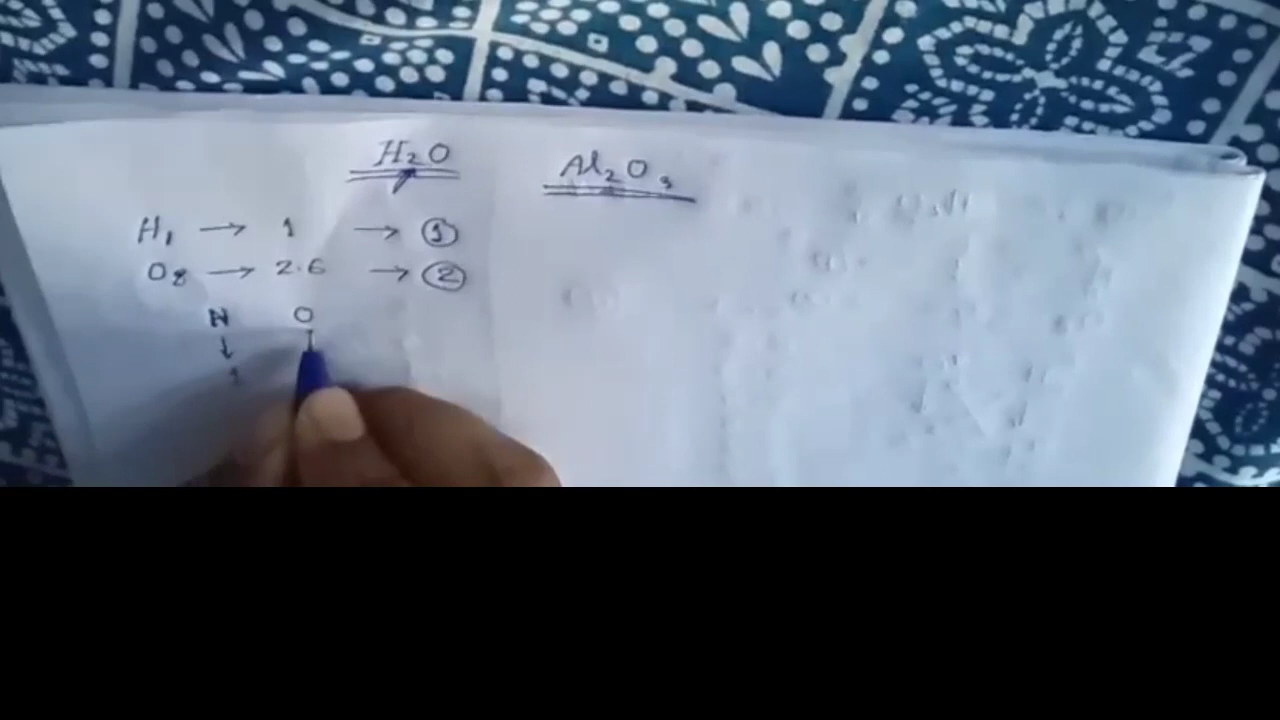 H₂O Al₂O₃
H₁ → 1 → ①
O₈ → 2.6 → ②
H O
↓
1